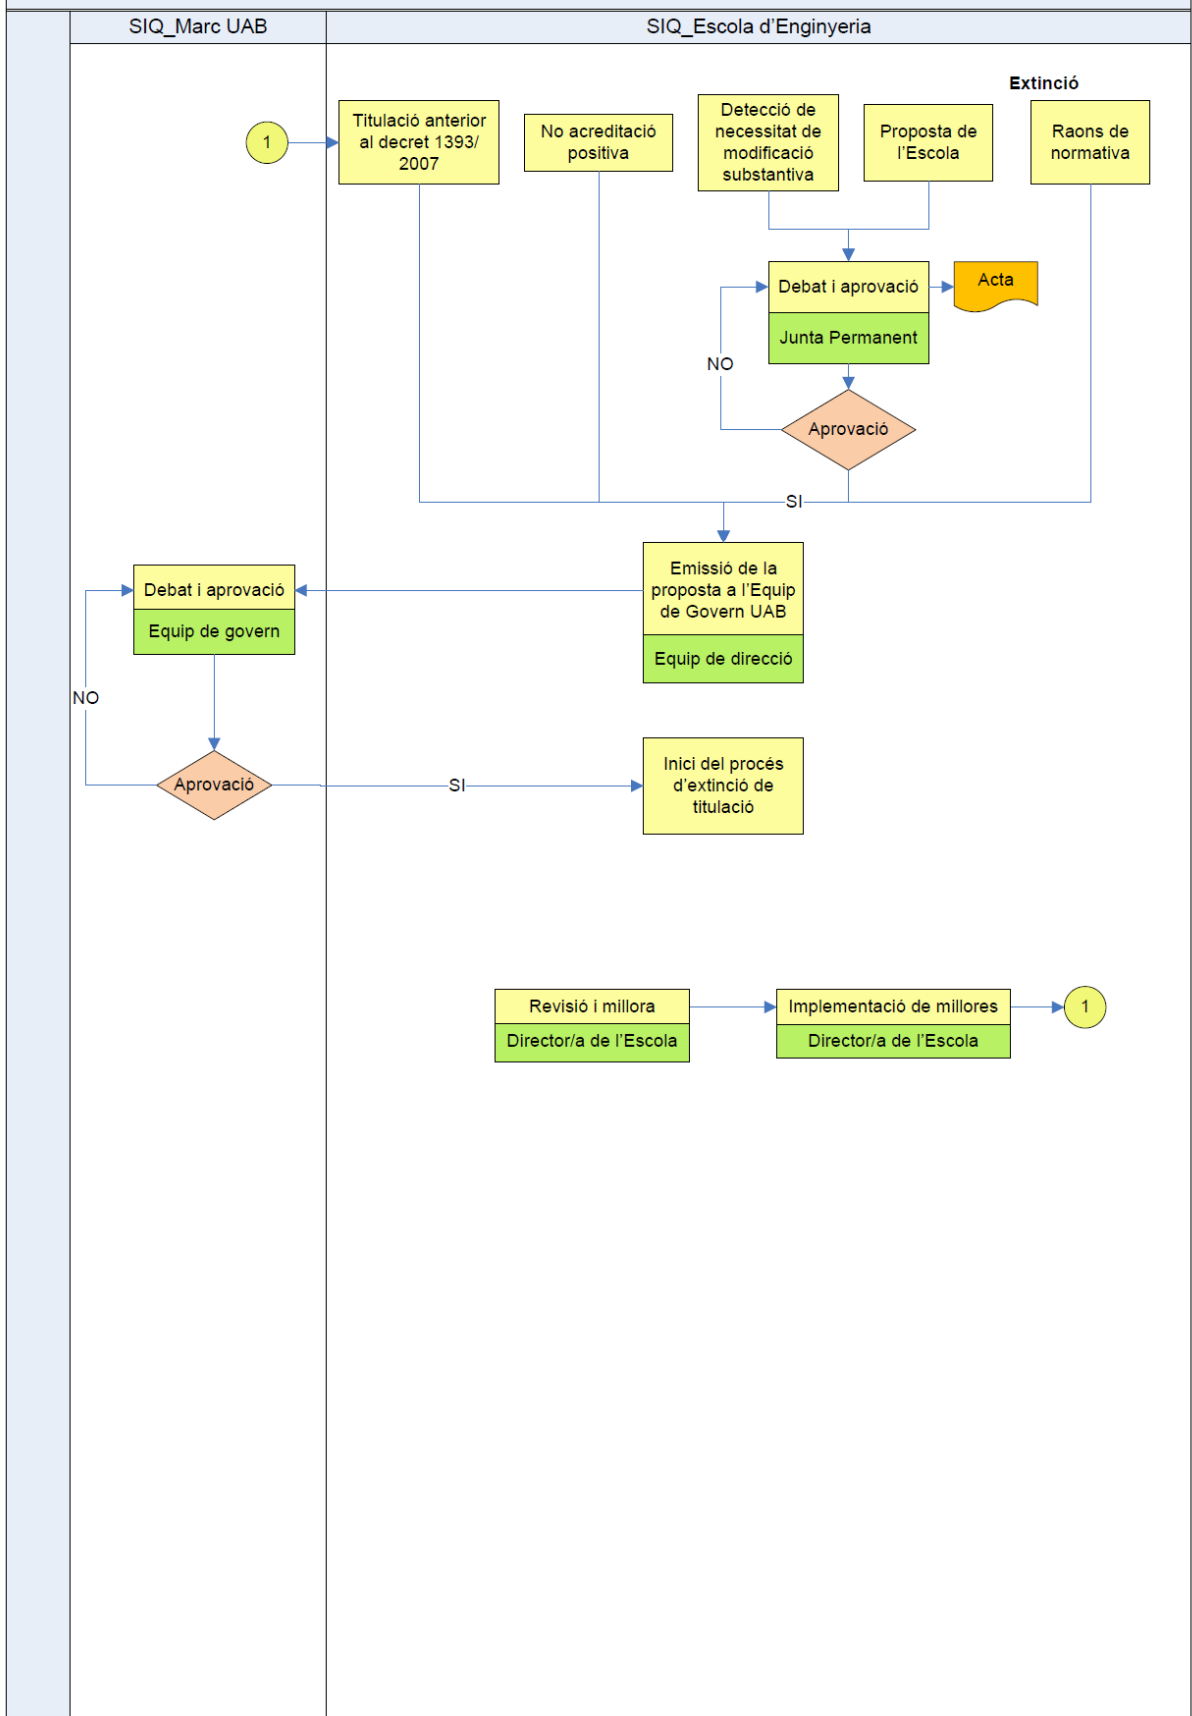 SIQ_Marc UAB
SIQ_Escola d’Enginyeria
Extinció
1
Titulació anterior
al decret 1393/
2007
No acreditació
positiva
Detecció de
necessitat de
modificació
substantiva
Proposta de
l’Escola
Raons de
normativa
Debat i aprovació
Junta Permanent
Acta
NO
Aprovació
SI
Emissió de la
proposta a l’Equip
de Govern UAB
Equip de direcció
Debat i aprovació
Equip de govern
NO
Aprovació
SI
Inici del procés
d’extinció de
titulació
Revisió i millora
Director/a de l’Escola
Implementació de millores
Director/a de l’Escola
1